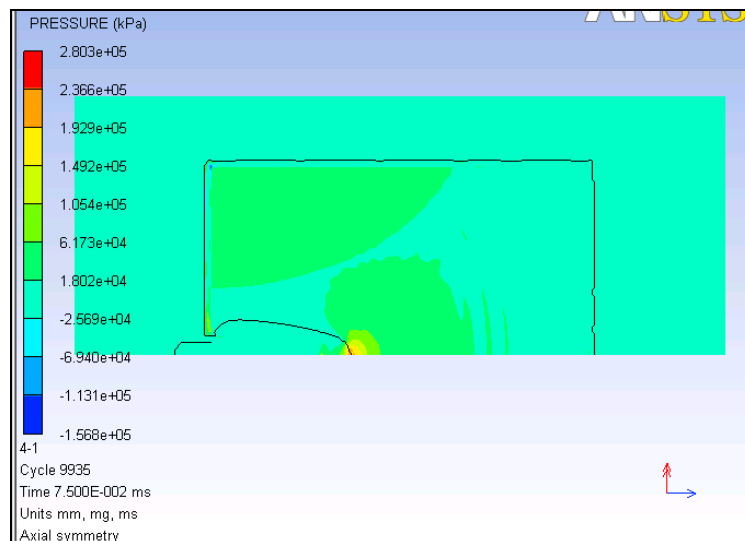 ANSYS
PRESSURE (kPa)
2.803e+05
2.366e+05
1.929e+05
1.492e+05
1.054e+05
6.173e+04
1.802e+04
-2.569e+04
-6.940e+04
-1.131e+05
-1.568e+05
4-1
Cycle 9935
Time 7.500E-002 ms
Units mm, mg, ms
Axial symmetry